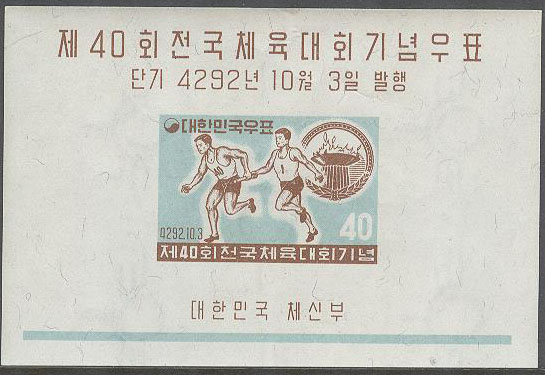 제 40 회 전국체육대회기념우표
단기 4292년 10월 3일 발행
대한민국우표
4292.10.3
40
제40회전국체육대회기념
대한민국 체신부